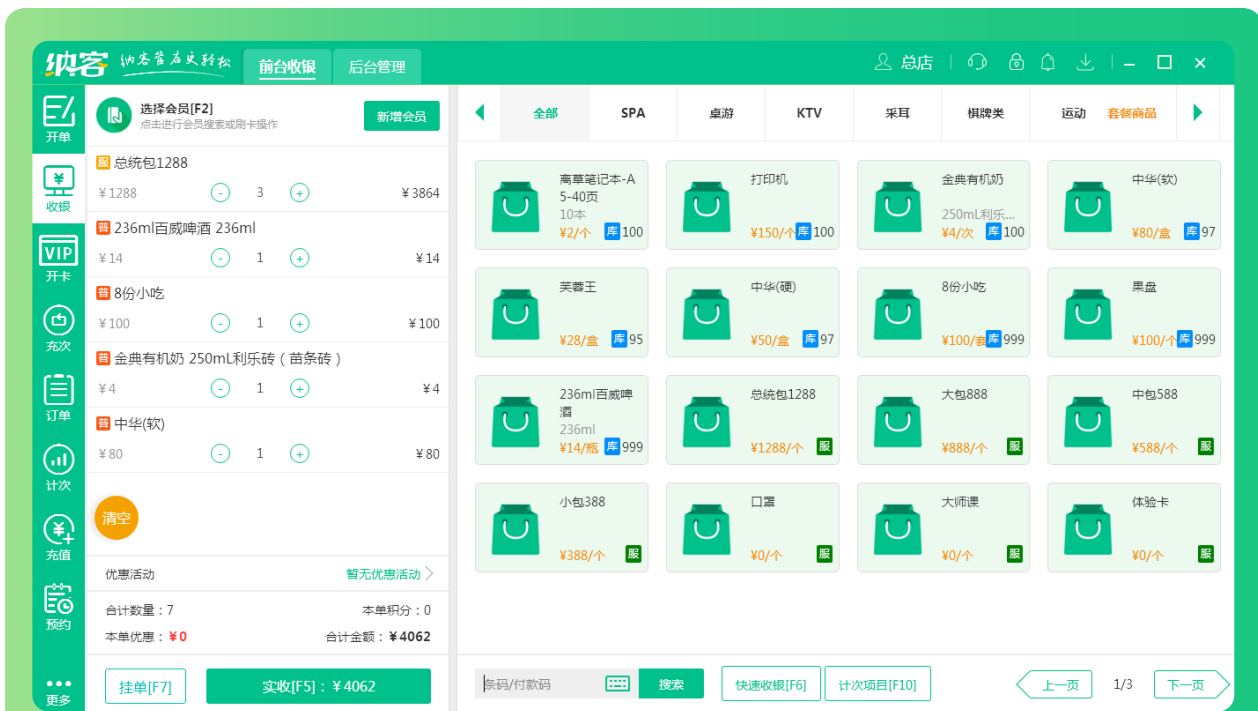 纳客 纳客管店更轻松 前台收银 后台管理 总店
开单
收银
VIP
开卡
充次
订单
计次
充值
预约
更多
选择会员[F2]
点击进行会员搜索或刷卡操作
新增会员
服 总统包1288
¥1288 - 3 + ¥3864
普 236ml百威啤酒 236ml
¥14 - 1 + ¥14
普 8份小吃
¥100 - 1 + ¥100
普 金典有机奶 250mL利乐砖(苗条砖)
¥4 - 1 + ¥4
普 中华(软)
¥80 - 1 + ¥80
清空
优惠活动 暂无优惠活动
合计数量:7 本单积分:0
本单优惠:¥0 合计金额:¥4062
挂单[F7] 实收[F5]:¥4062
全部 SPA 桌游 KTV 采耳 棋牌类 运动 套餐商品
离草笔记本-A
5-40页
10本
¥2/个 库 100
打印机
¥150/个 库 100
金典有机奶
250mL利乐...
¥4/次 库 100
中华(软)
¥80/盒 库 97
芙蓉王
¥28/盒 库 95
中华(硬)
¥50/盒 库 97
8份小吃
¥100/套 库 999
果盘
¥100/个 库 999
236ml百威啤
酒
236ml
¥14/瓶 库 999
总统包1288
¥1288/个 服
大包888
¥888/个 服
中包588
¥588/个 服
小包388
¥388/个 服
口罩
¥0/个 服
大师课
¥0/个 服
体验卡
¥0/个 服
条码/付款码 搜索 快速收银[F6] 计次项目[F10] 上一页 1/3 下一页